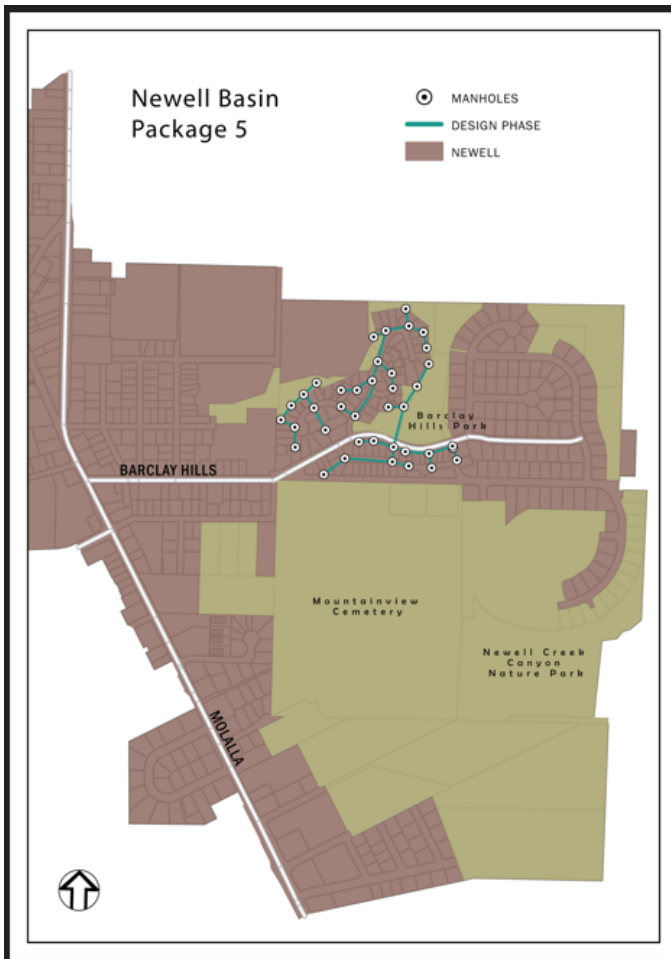 Newell Basin
Package 5
MANHOLES
DESIGN PHASE
NEWELL
Barclay
Hills Park
BARCLAY HILLS
Mountainview
Cemetery
Newell Creek
Canyon
Nature Park
MOLALLA